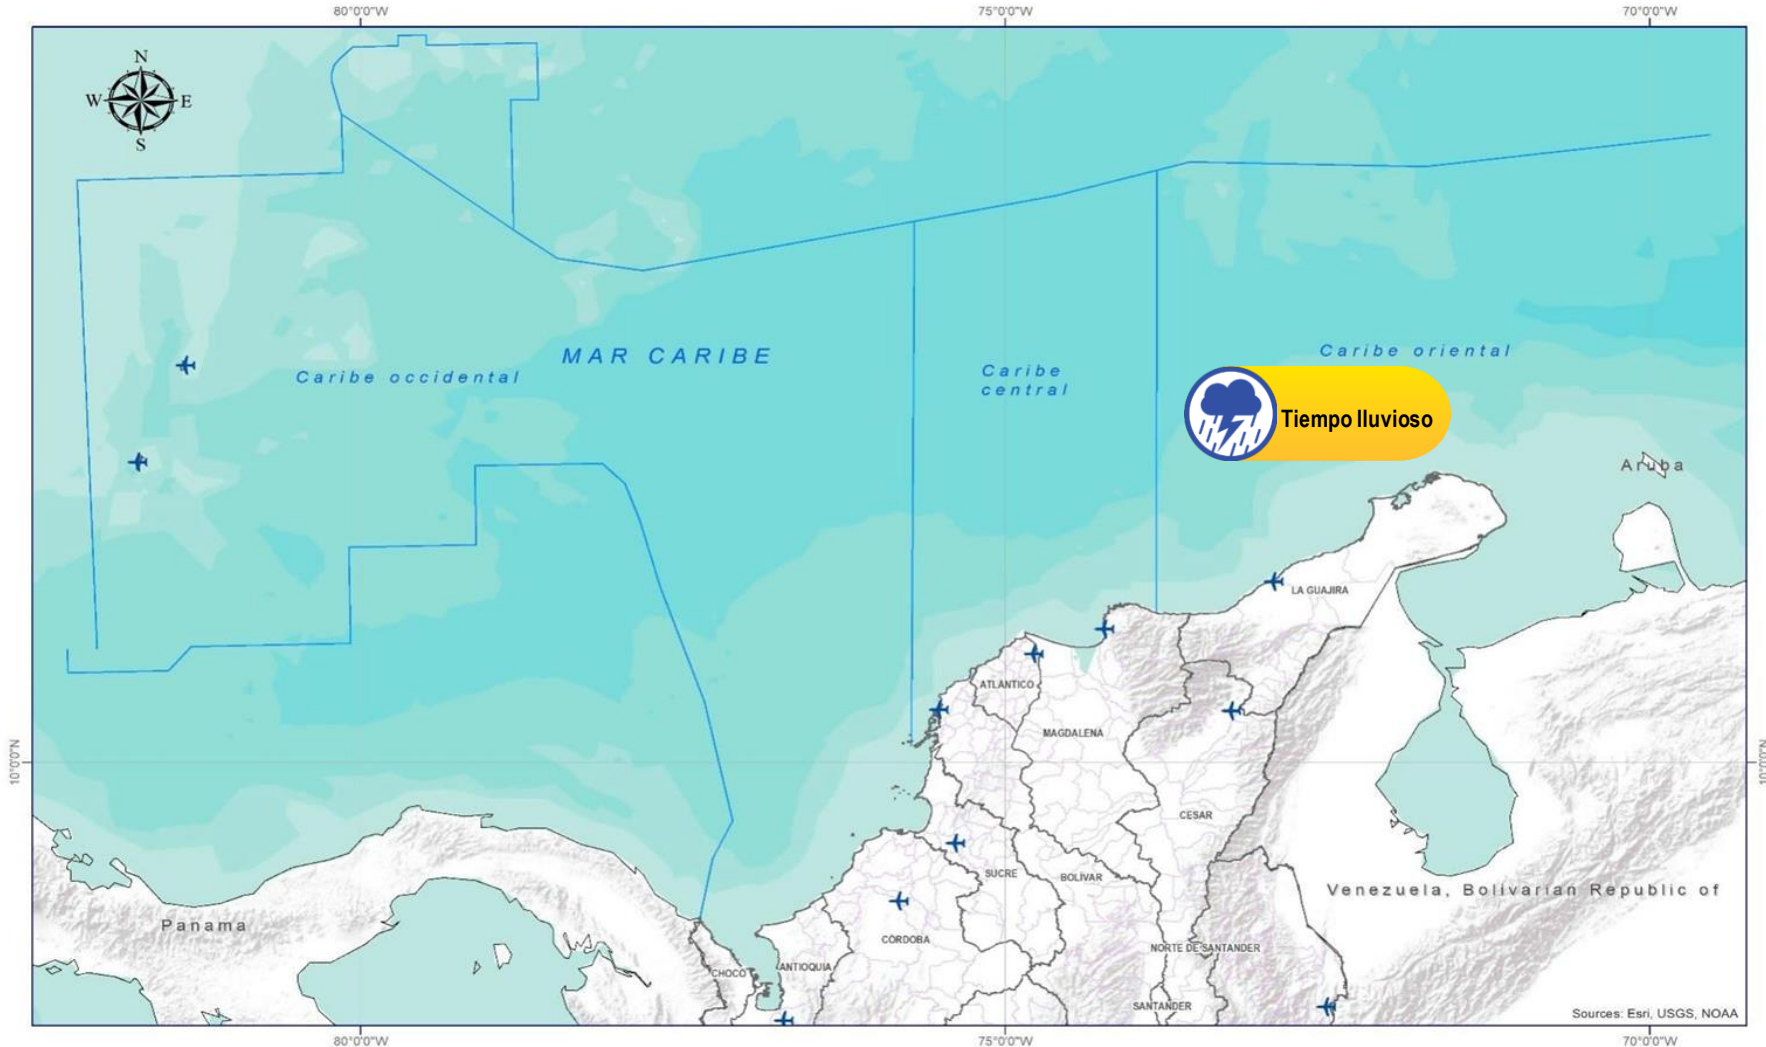 80°0'0"W
75°0'0"W
70°0'0"W
N
W
E
S
MAR CARIBE
Caribe occidental
Caribe
central
Caribe oriental
Tiempo lluvioso
Aruba
LA GUAJIRA
ATLANTICO
MAGDALENA
10°0'0"N
10°0'0"N
CESAR
SUCRE
BOLIVAR
Venezuela, Bolivarian Republic of
Panama
CORDOBA
NORTE DE SANTANDER
CHOCO
ANTIOQUIA
SANTANDER
Sources: Esri, USGS, NOAA
80°0'0"W
75°0'0"W
70°0'0"W